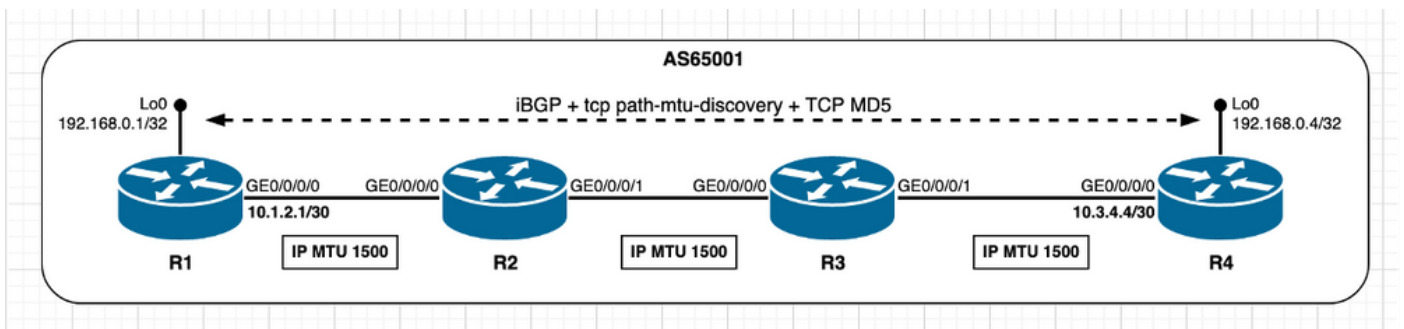 AS65001
iBGP + tcp path-mtu-discovery + TCP MD5
Lo0
192.168.0.1/32
Lo0
192.168.0.4/32
GE0/0/0/0
GE0/0/0/0
GE0/0/0/1
GE0/0/0/0
GE0/0/0/1
GE0/0/0/0
10.1.2.1/30
10.3.4.4/30
IP MTU 1500
IP MTU 1500
IP MTU 1500
R1
R2
R3
R4